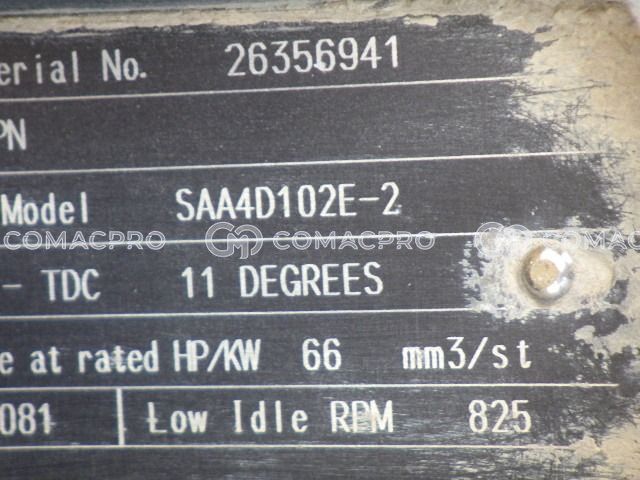 erial No. 26356941
PN
Model SAA4D102E-2
COMACPRO COMACPRO COMACPRO
- TDC 11 DEGREES
e at rated HP/KW 66 mm3/st
081 Low Idle RPM 825